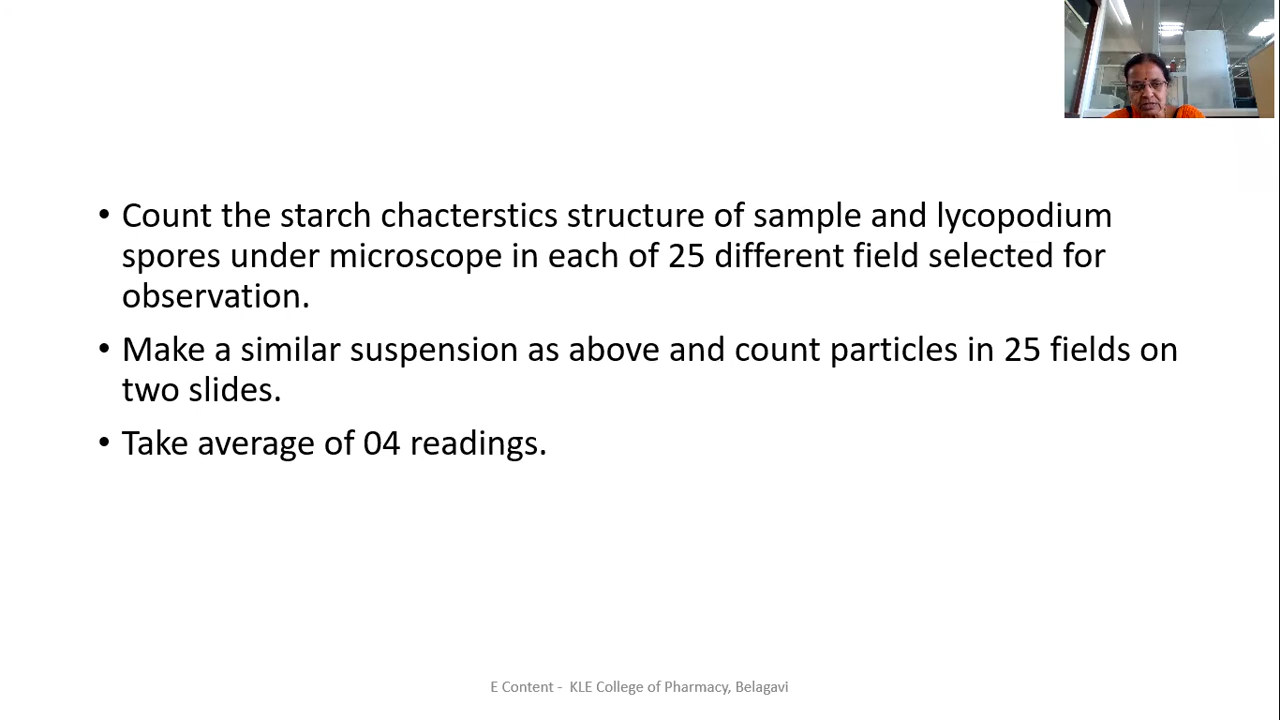 • Count the starch chacterstics structure of sample and lycopodium
spores under microscope in each of 25 different field selected for
observation.
• Make a similar suspension as above and count particles in 25 fields on
two slides.
• Take average of 04 readings.
E Content - KLE College of Pharmacy, Belagavi